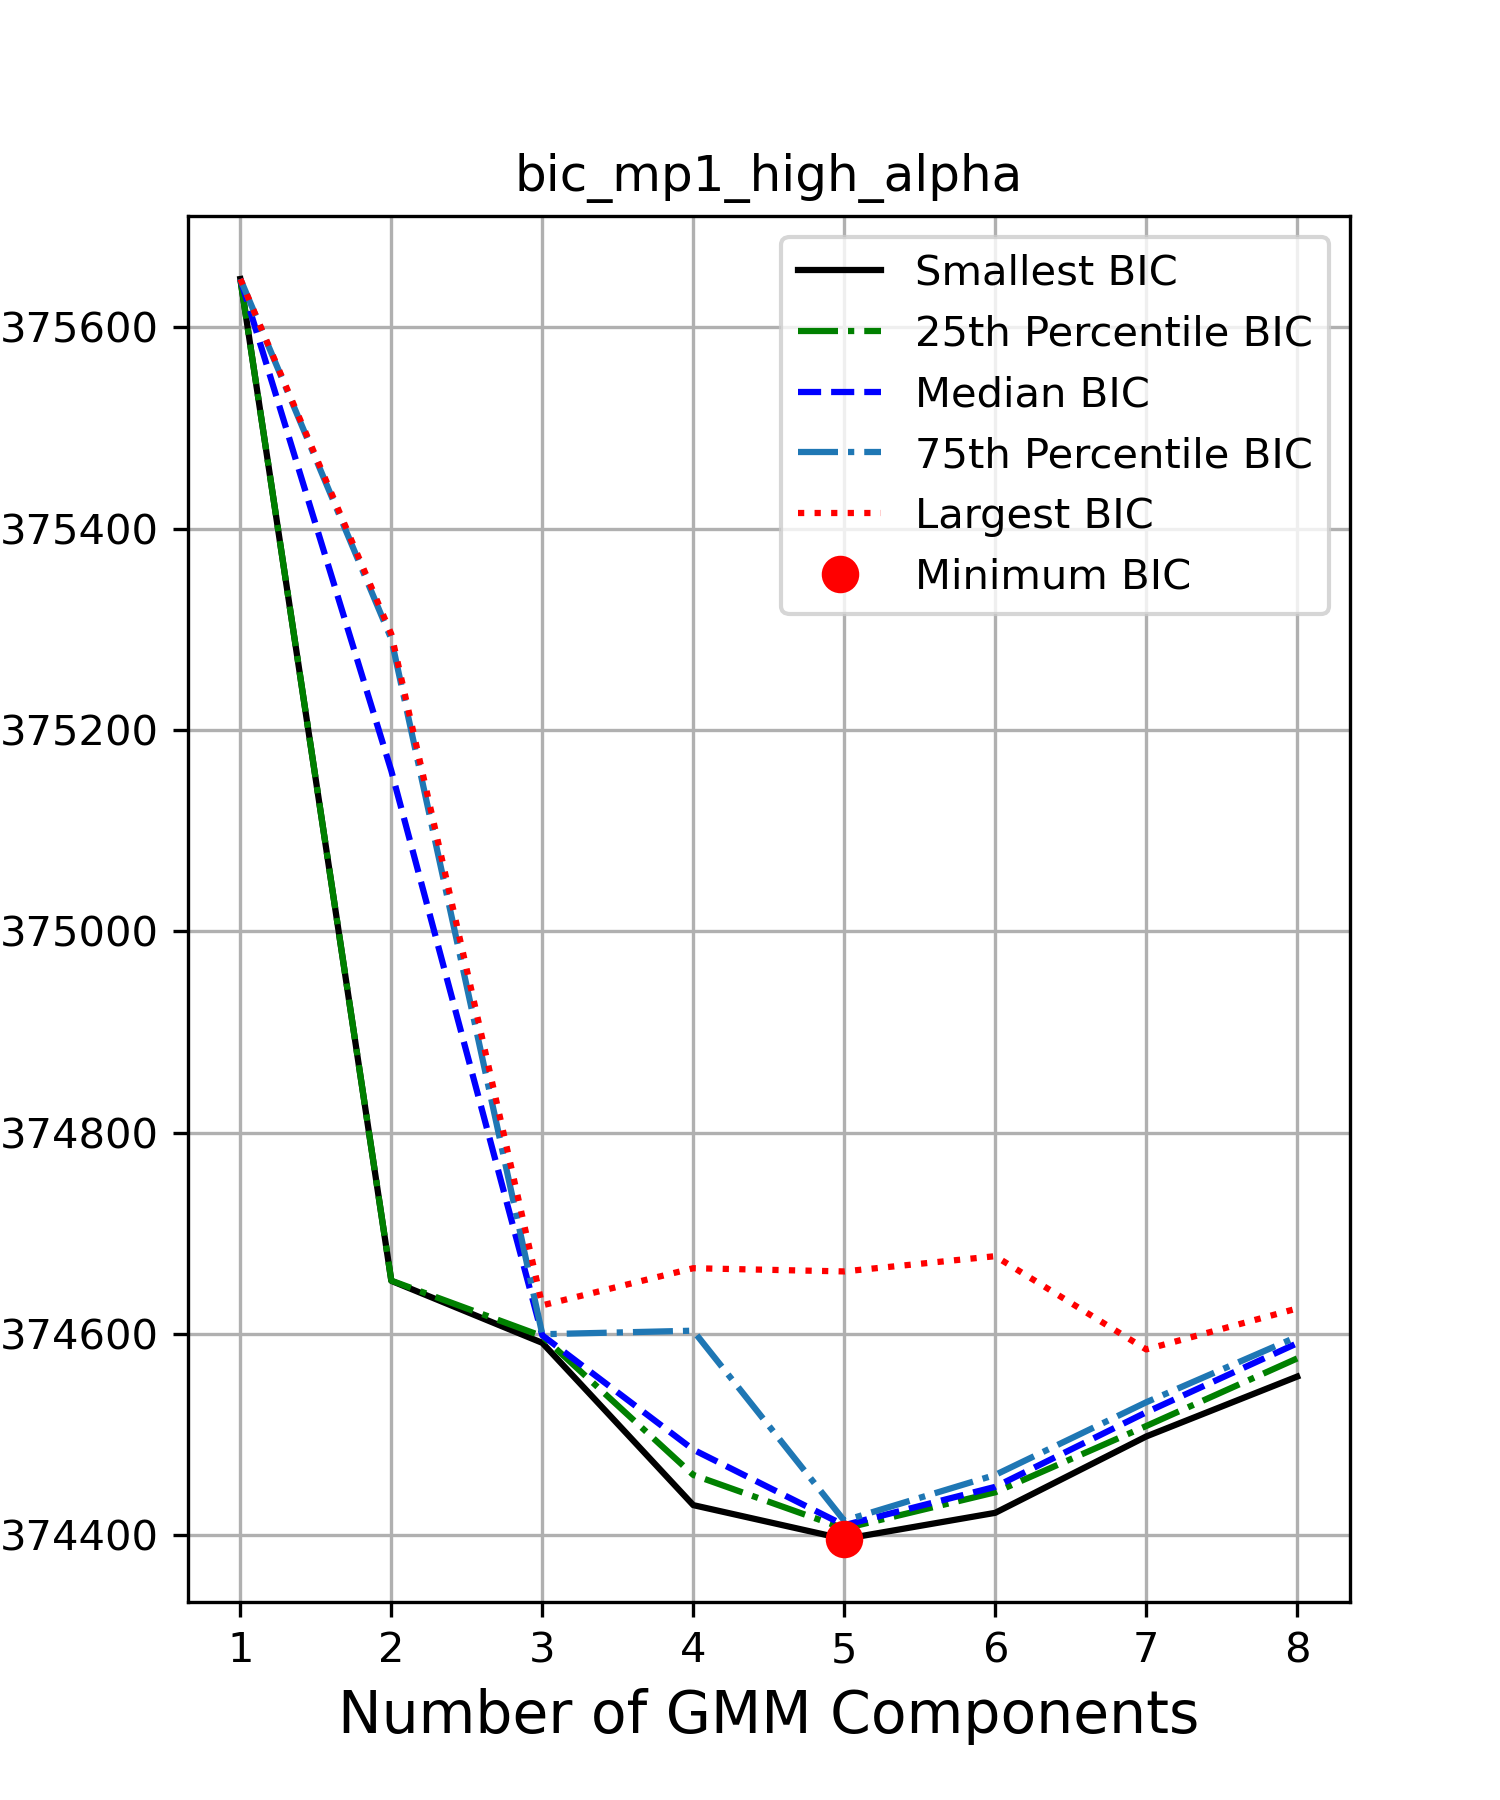 bic_mp1_high_alpha
Smallest BIC
25th Percentile BIC
Median BIC
75th Percentile BIC
Largest BIC
Minimum BIC
375600
375400
375200
375000
374800
374600
374400
1 2 3 4 5 6 7 8
Number of GMM Components